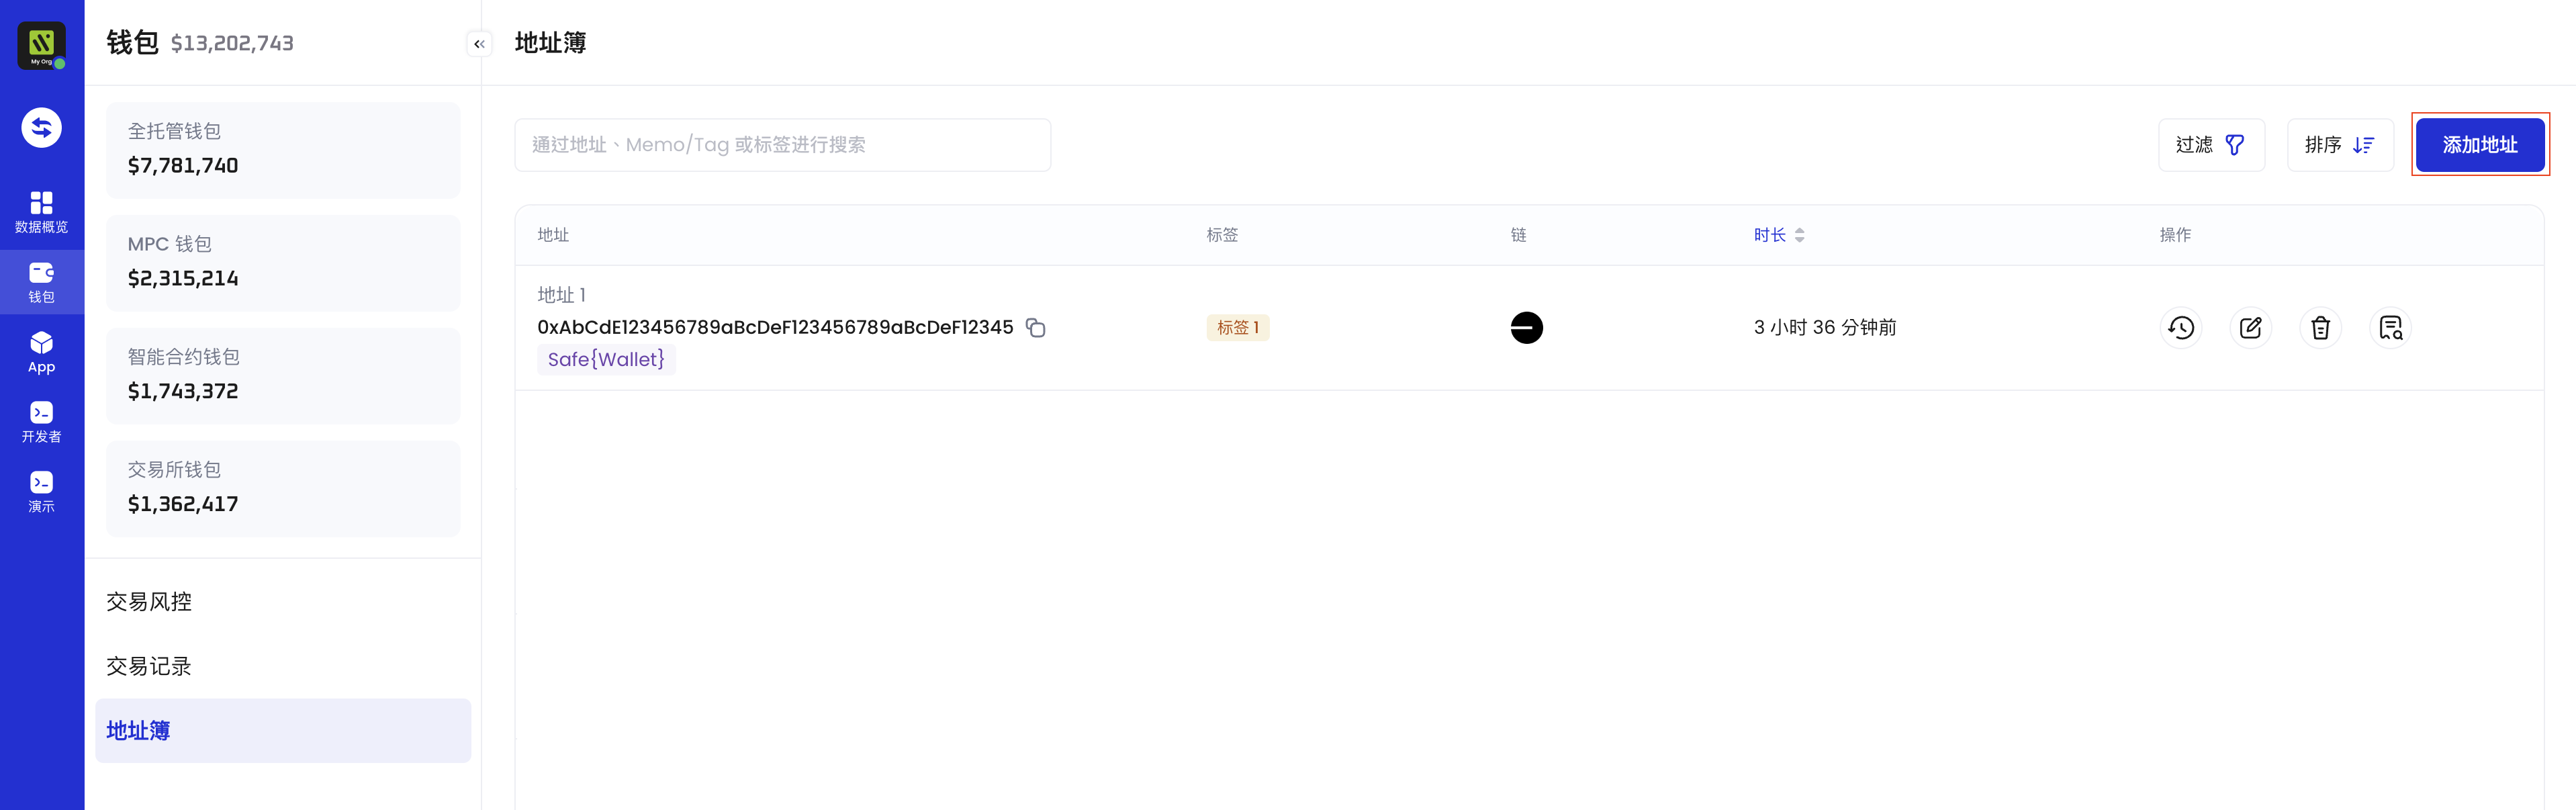 My Org
数据概览
钱包
App
开发者
演示
钱包 $13,202,743
全托管钱包
$7,781,740
MPC 钱包
$2,315,214
智能合约钱包
$1,743,372
交易所钱包
$1,362,417
交易风控
交易记录
地址簿
地址簿
通过地址、Memo/Tag 或标签进行搜索
过滤
排序
添加地址
地址 标签 链 时长 操作
地址 1
0xAbCdE123456789aBcDeF123456789aBcDeF12345 标签 1 3 小时 36 分钟前
Safe{Wallet}